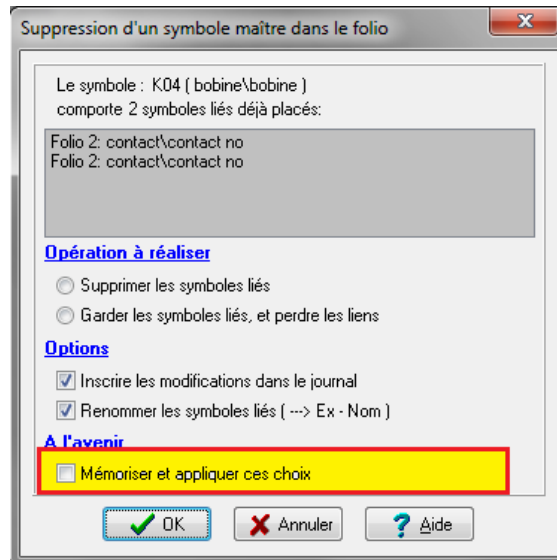 Suppression d'un symbole maître dans le folio
Le symbole : K04 ( bobine\bobine )
comporte 2 symboles liés déjà placés:
Folio 2: contact\contact no
Folio 2: contact\contact no
Opération à réaliser
Supprimer les symboles liés
Garder les symboles liés, et perdre les liens
Options
Inscrire les modifications dans le journal
Renommer les symboles liés ( ---> Ex - Nom )
A l'avenir
Mémoriser et appliquer ces choix
OK Annuler ? Aide